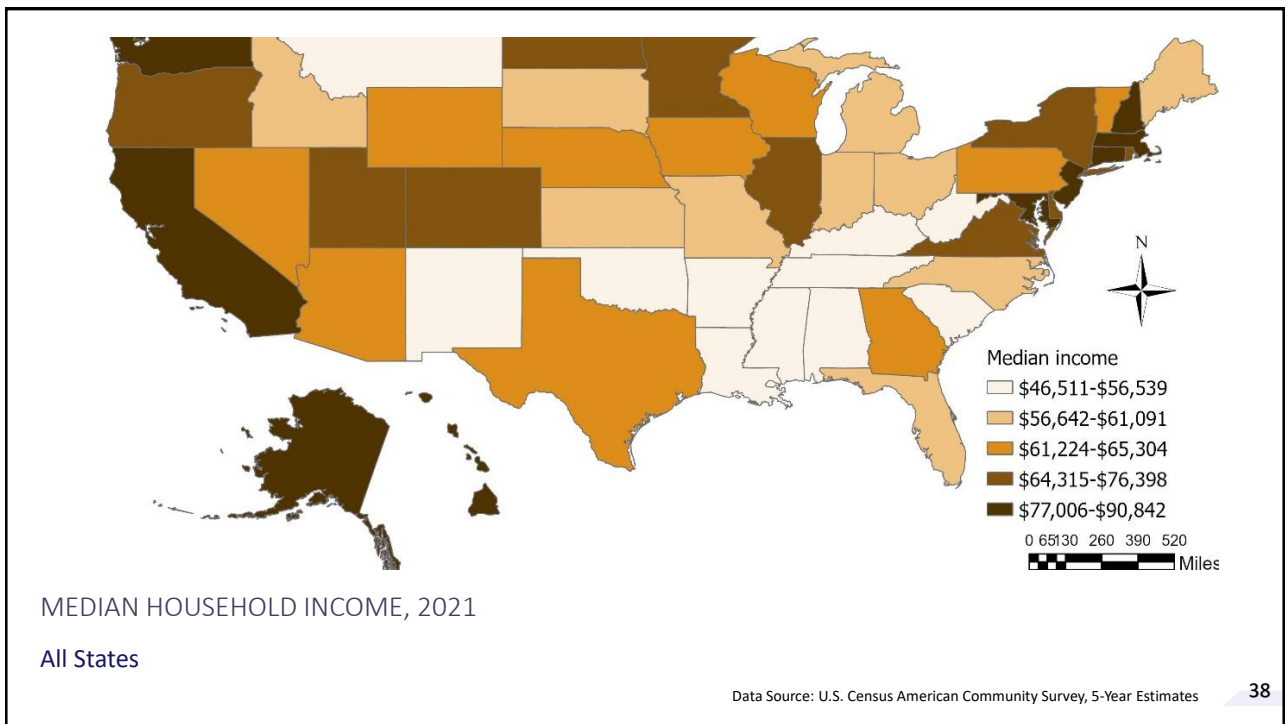 N
Median income
$46,511-$56,539
$56,642-$61,091
$61,224-$65,304
$64,315-$76,398
$77,006-$90,842
0 65130 260 390 520
Miles
MEDIAN HOUSEHOLD INCOME, 2021
All States
Data Source: U.S. Census American Community Survey, 5-Year Estimates
38